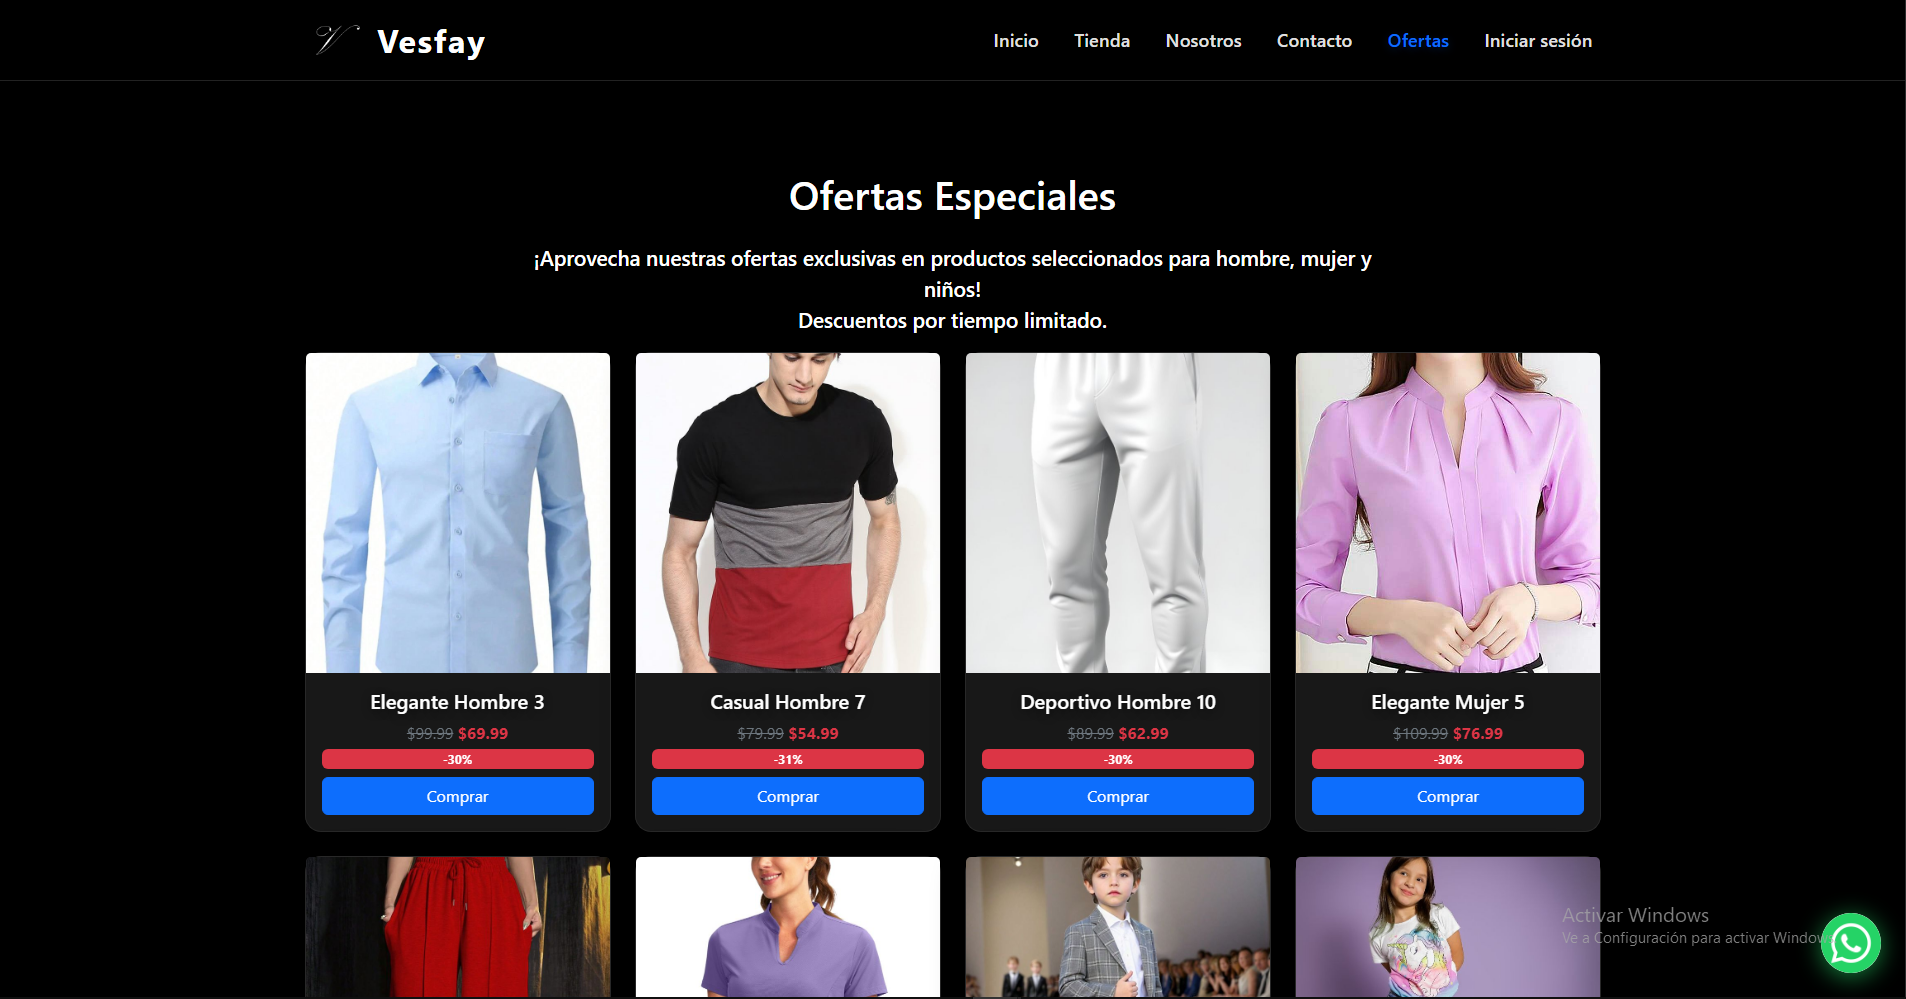 V Vesfay
Inicio Tienda Nosotros Contacto Ofertas Iniciar sesión
Ofertas Especiales
¡Aprovecha nuestras ofertas exclusivas en productos seleccionados para hombre, mujer y
niños!
Descuentos por tiempo limitado.
Elegante Hombre 3
$99.99 $69.99
-30%
Comprar
Casual Hombre 7
$79.99 $54.99
-31%
Comprar
Deportivo Hombre 10
$89.99 $62.99
-30%
Comprar
Elegante Mujer 5
$109.99 $76.99
-30%
Comprar
Activar Windows
Ve a Configuración para activar Windows